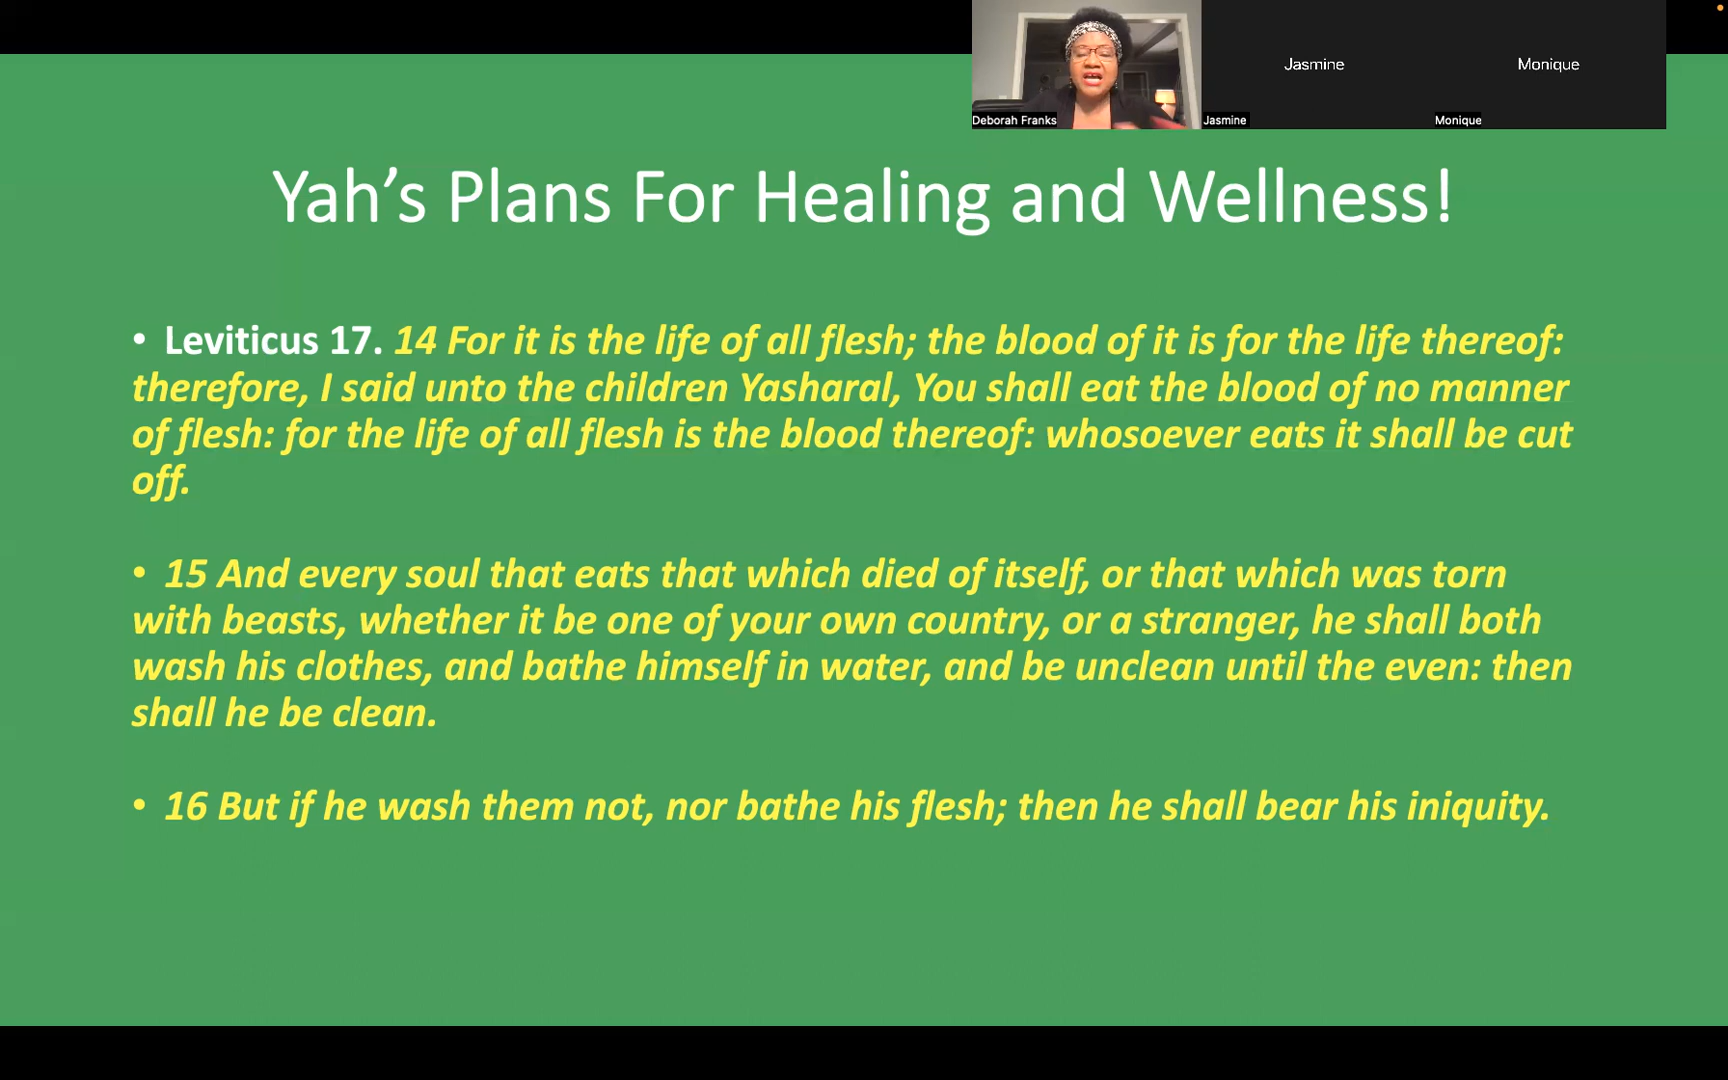 Jasmine
Monique
Deborah Franks
Jasmine
Monique
Yah’s Plans For Healing and Wellness!
• Leviticus 17. 14 For it is the life of all flesh; the blood of it is for the life thereof:
therefore, I said unto the children Yasharal, You shall eat the blood of no manner
of flesh: for the life of all flesh is the blood thereof: whosoever eats it shall be cut
off.
• 15 And every soul that eats that which died of itself, or that which was torn
with beasts, whether it be one of your own country, or a stranger, he shall both
wash his clothes, and bathe himself in water, and be unclean until the even: then
shall he be clean.
• 16 But if he wash them not, nor bathe his flesh; then he shall bear his iniquity.